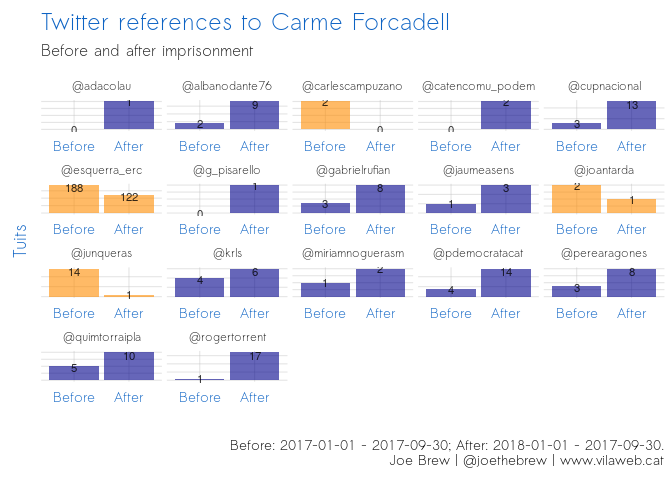 Twitter references to Carme Forcadell
Before and after imprisonment
@adacolau @albanodante76 @carlescampuzano @catencomu_podem @cupnacional
0 1 2 9 2 0 0 2 3 13
Before After Before After Before After Before After Before After
@esquerra_erc @g_pisarello @gabrielrufian @jaumeasens @joantarda
188 122 0 1 3 8 1 3 2 1
Before After Before After Before After Before After Before After
Tuits
@junqueras @krls @miriamnoguerasm @pdemocratacat @perearagones
14 1 4 6 1 2 4 14 3 8
Before After Before After Before After Before After Before After
@quimtorraipla @rogertorrent
5 10 1 17
Before After Before After
Before: 2017-01-01 - 2017-09-30; After: 2018-01-01 - 2017-09-30.
Joe Brew | @joethebrew | www.vilaweb.cat